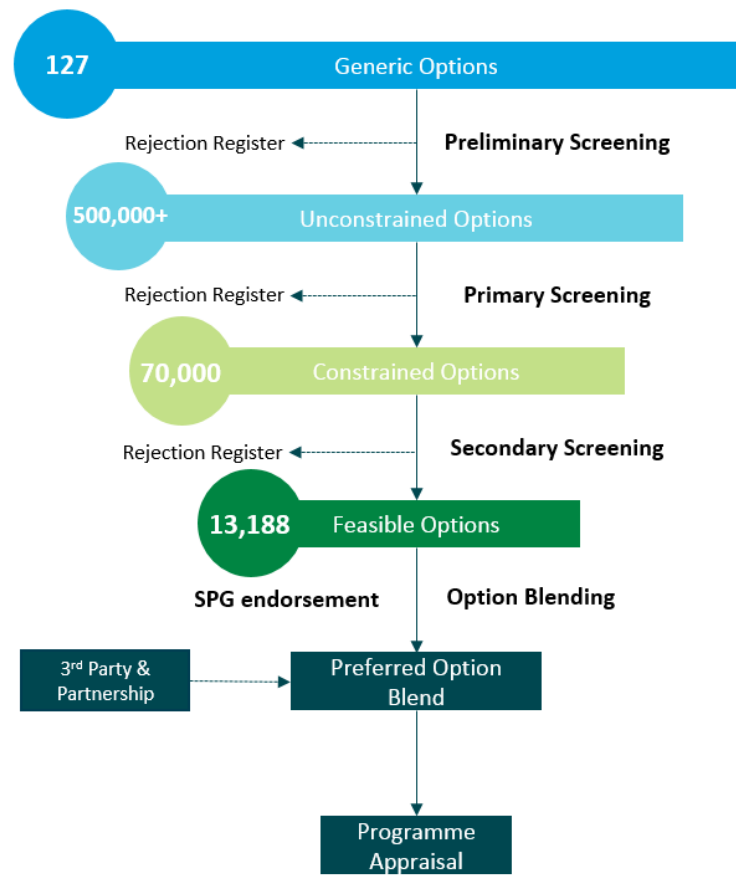 127
Generic Options
Rejection Register
Preliminary Screening
500,000+
Unconstrained Options
Rejection Register
Primary Screening
70,000
Constrained Options
Rejection Register
Secondary Screening
13,188
Feasible Options
SPG endorsement
Option Blending
3rd Party &
Partnership
Preferred Option
Blend
Programme
Appraisal